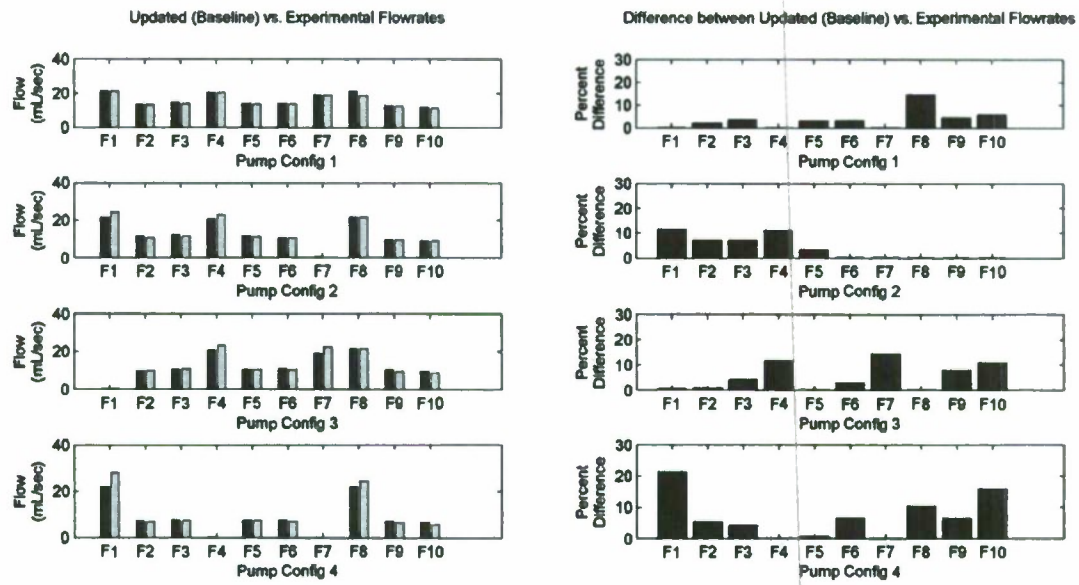 Updated (Baseline) vs. Experimental Flowrates
40
20
0
Flow
(mL/sec)
F1 F2 F3 F4 F5 F6 F7 F8 F9 F10
Pump Config 1
40
20
0
Flow
(mL/sec)
F1 F2 F3 F4 F5 F6 F7 F8 F9 F10
Pump Config 2
40
20
0
Flow
(mL/sec)
F1 F2 F3 F4 F5 F6 F7 F8 F9 F10
Pump Config 3
40
20
0
Flow
(mL/sec)
F1 F2 F3 F4 F5 F6 F7 F8 F9 F10
Pump Config 4
Difference between Updated (Baseline) vs. Experimental Flowrates
30
20
10
0
Percent
Difference
F1 F2 F3 F4 F5 F6 F7 F8 F9 F10
Pump Config 1
30
20
10
0
Percent
Difference
F1 F2 F3 F4 F5 F6 F7 F8 F9 F10
Pump Config 2
30
20
10
0
Percent
Difference
F1 F2 F3 F4 F5 F6 F7 F8 F9 F10
Pump Config 3
30
20
10
0
Percent
Difference
F1 F2 F3 F4 F5 F6 F7 F8 F9 F10
Pump Config 4